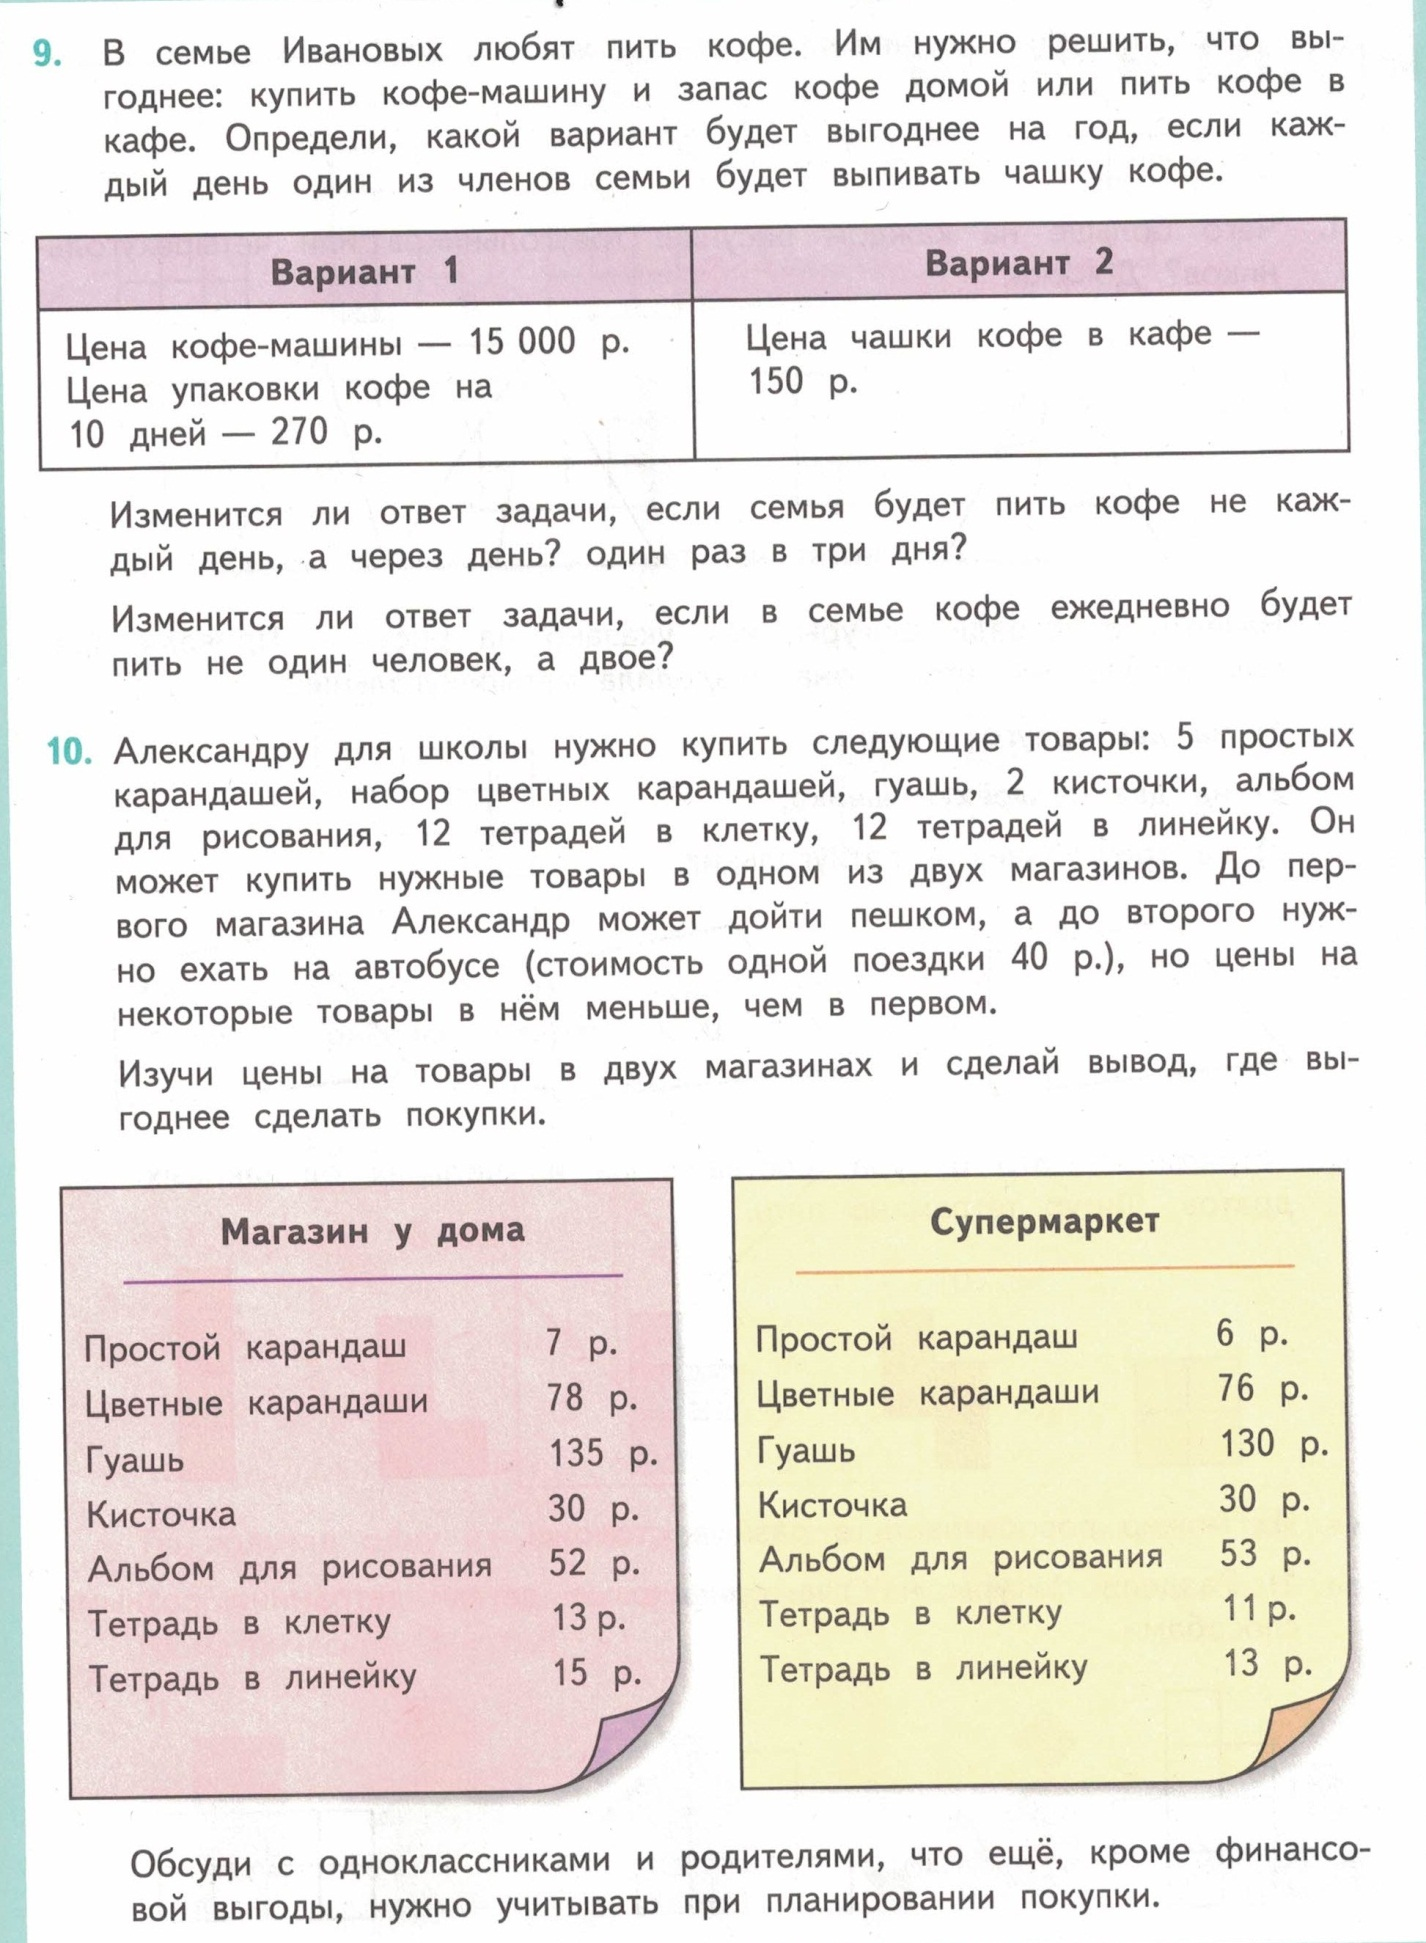 9. В семье Ивановых любят пить кофе. Им нужно решить, что вы-
годнее: купить кофе-машину и запас кофе домой или пить кофе в
кафе. Определи, какой вариант будет выгоднее на год, если каж-
дый день один из членов семьи будет выпивать чашку кофе.
Вариант 1
Цена кофе-машины — 15 000 р.
Цена упаковки кофе на
10 дней — 270 р.
Вариант 2
Цена чашки кофе в кафе —
150 р.
Изменится ли ответ задачи, если семья будет пить кофе не каж-
дый день, а через день? один раз в три дня?
Изменится ли ответ задачи, если в семье кофе ежедневно будет
пить не один человек, а двое?
10. Александру для школы нужно купить следующие товары: 5 простых
карандашей, набор цветных карандашей, гуашь, 2 кисточки, альбом
для рисования, 12 тетрадей в клетку, 12 тетрадей в линейку. Он
может купить нужные товары в одном из двух магазинов. До пер-
вого магазина Александр может дойти пешком, а до второго нуж-
но ехать на автобусе (стоимость одной поездки 40 р.), но цены на
некоторые товары в нём меньше, чем в первом.
Изучи цены на товары в двух магазинах и сделай вывод, где вы-
годнее сделать покупки.
Магазин у дома
Простой карандаш 7 р.
Цветные карандаши 78 р.
Гуашь 135 р.
Кисточка 30 р.
Альбом для рисования 52 р.
Тетрадь в клетку 13 р.
Тетрадь в линейку 15 р.
Супермаркет
Простой карандаш 6 р.
Цветные карандаши 76 р.
Гуашь 130 р.
Кисточка 30 р.
Альбом для рисования 53 р.
Тетрадь в клетку 11 р.
Тетрадь в линейку 13 р.
Обсуди с одноклассниками и родителями, что ещё, кроме финансо-
вой выгоды, нужно учитывать при планировании покупки.